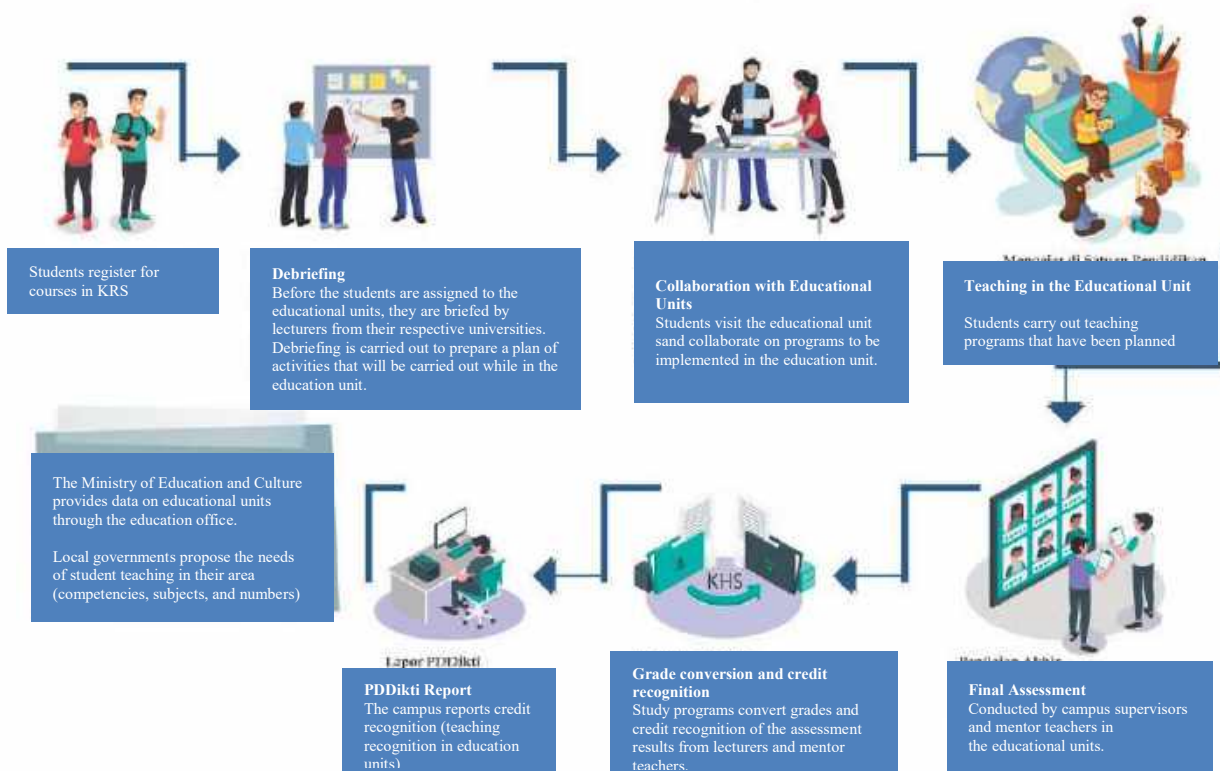 Students register for
courses in KRS
Debriefing
Before the students are assigned to the
educational units, they are briefed by
lecturers from their respective universities.
Debriefing is carried out to prepare a plan of
activities that will be carried out while in the
education unit.
Collaboration with Educational
Units
Students visit the educational unit
sand collaborate on programs to be
implemented in the education unit.
Mengajar di Satuan Pendidikan
Teaching in the Educational Unit
Students carry out teaching
programs that have been planned
The Ministry of Education and Culture
provides data on educational units
through the education office.
Local governments propose the needs
of student teaching in their area
(competencies, subjects, and numbers)
Lapor PDDikti
PDDikti Report
The campus reports credit
recognition (teaching
recognition in education
units)
KHS
Grade conversion and credit
recognition
Study programs convert grades and
credit recognition of the assessment
results from lecturers and mentor
teachers.
Penilaian Akhir
Final Assessment
Conducted by campus supervisors
and mentor teachers in
the educational units.